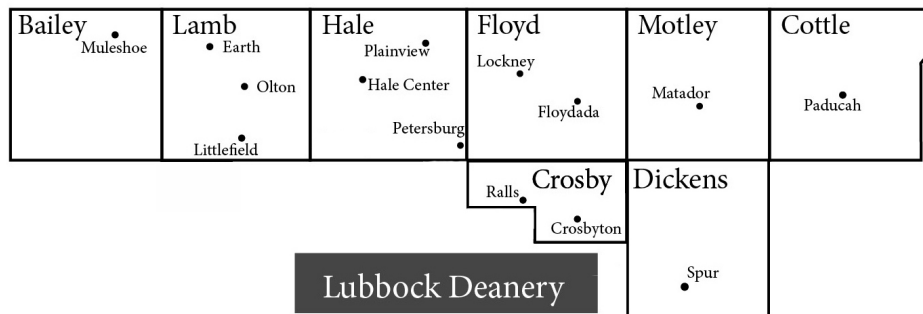 Bailey
Muleshoe
Lamb
Earth
Olton
Littlefield
Hale
Plainview
Hale Center
Petersburg
Floyd
Lockney
Floydada
Motley
Matador
Cottle
Paducah
Crosby
Ralls
Crosbyton
Dickens
Spur
Lubbock Deanery